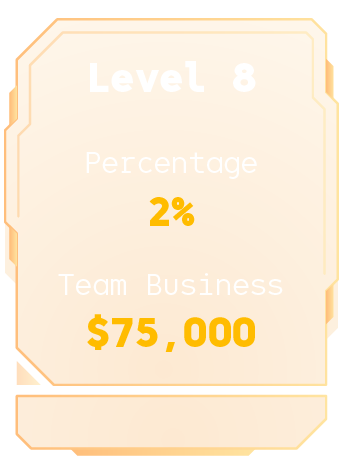 Level 8
Percentage
2%
Team Business
$75,000